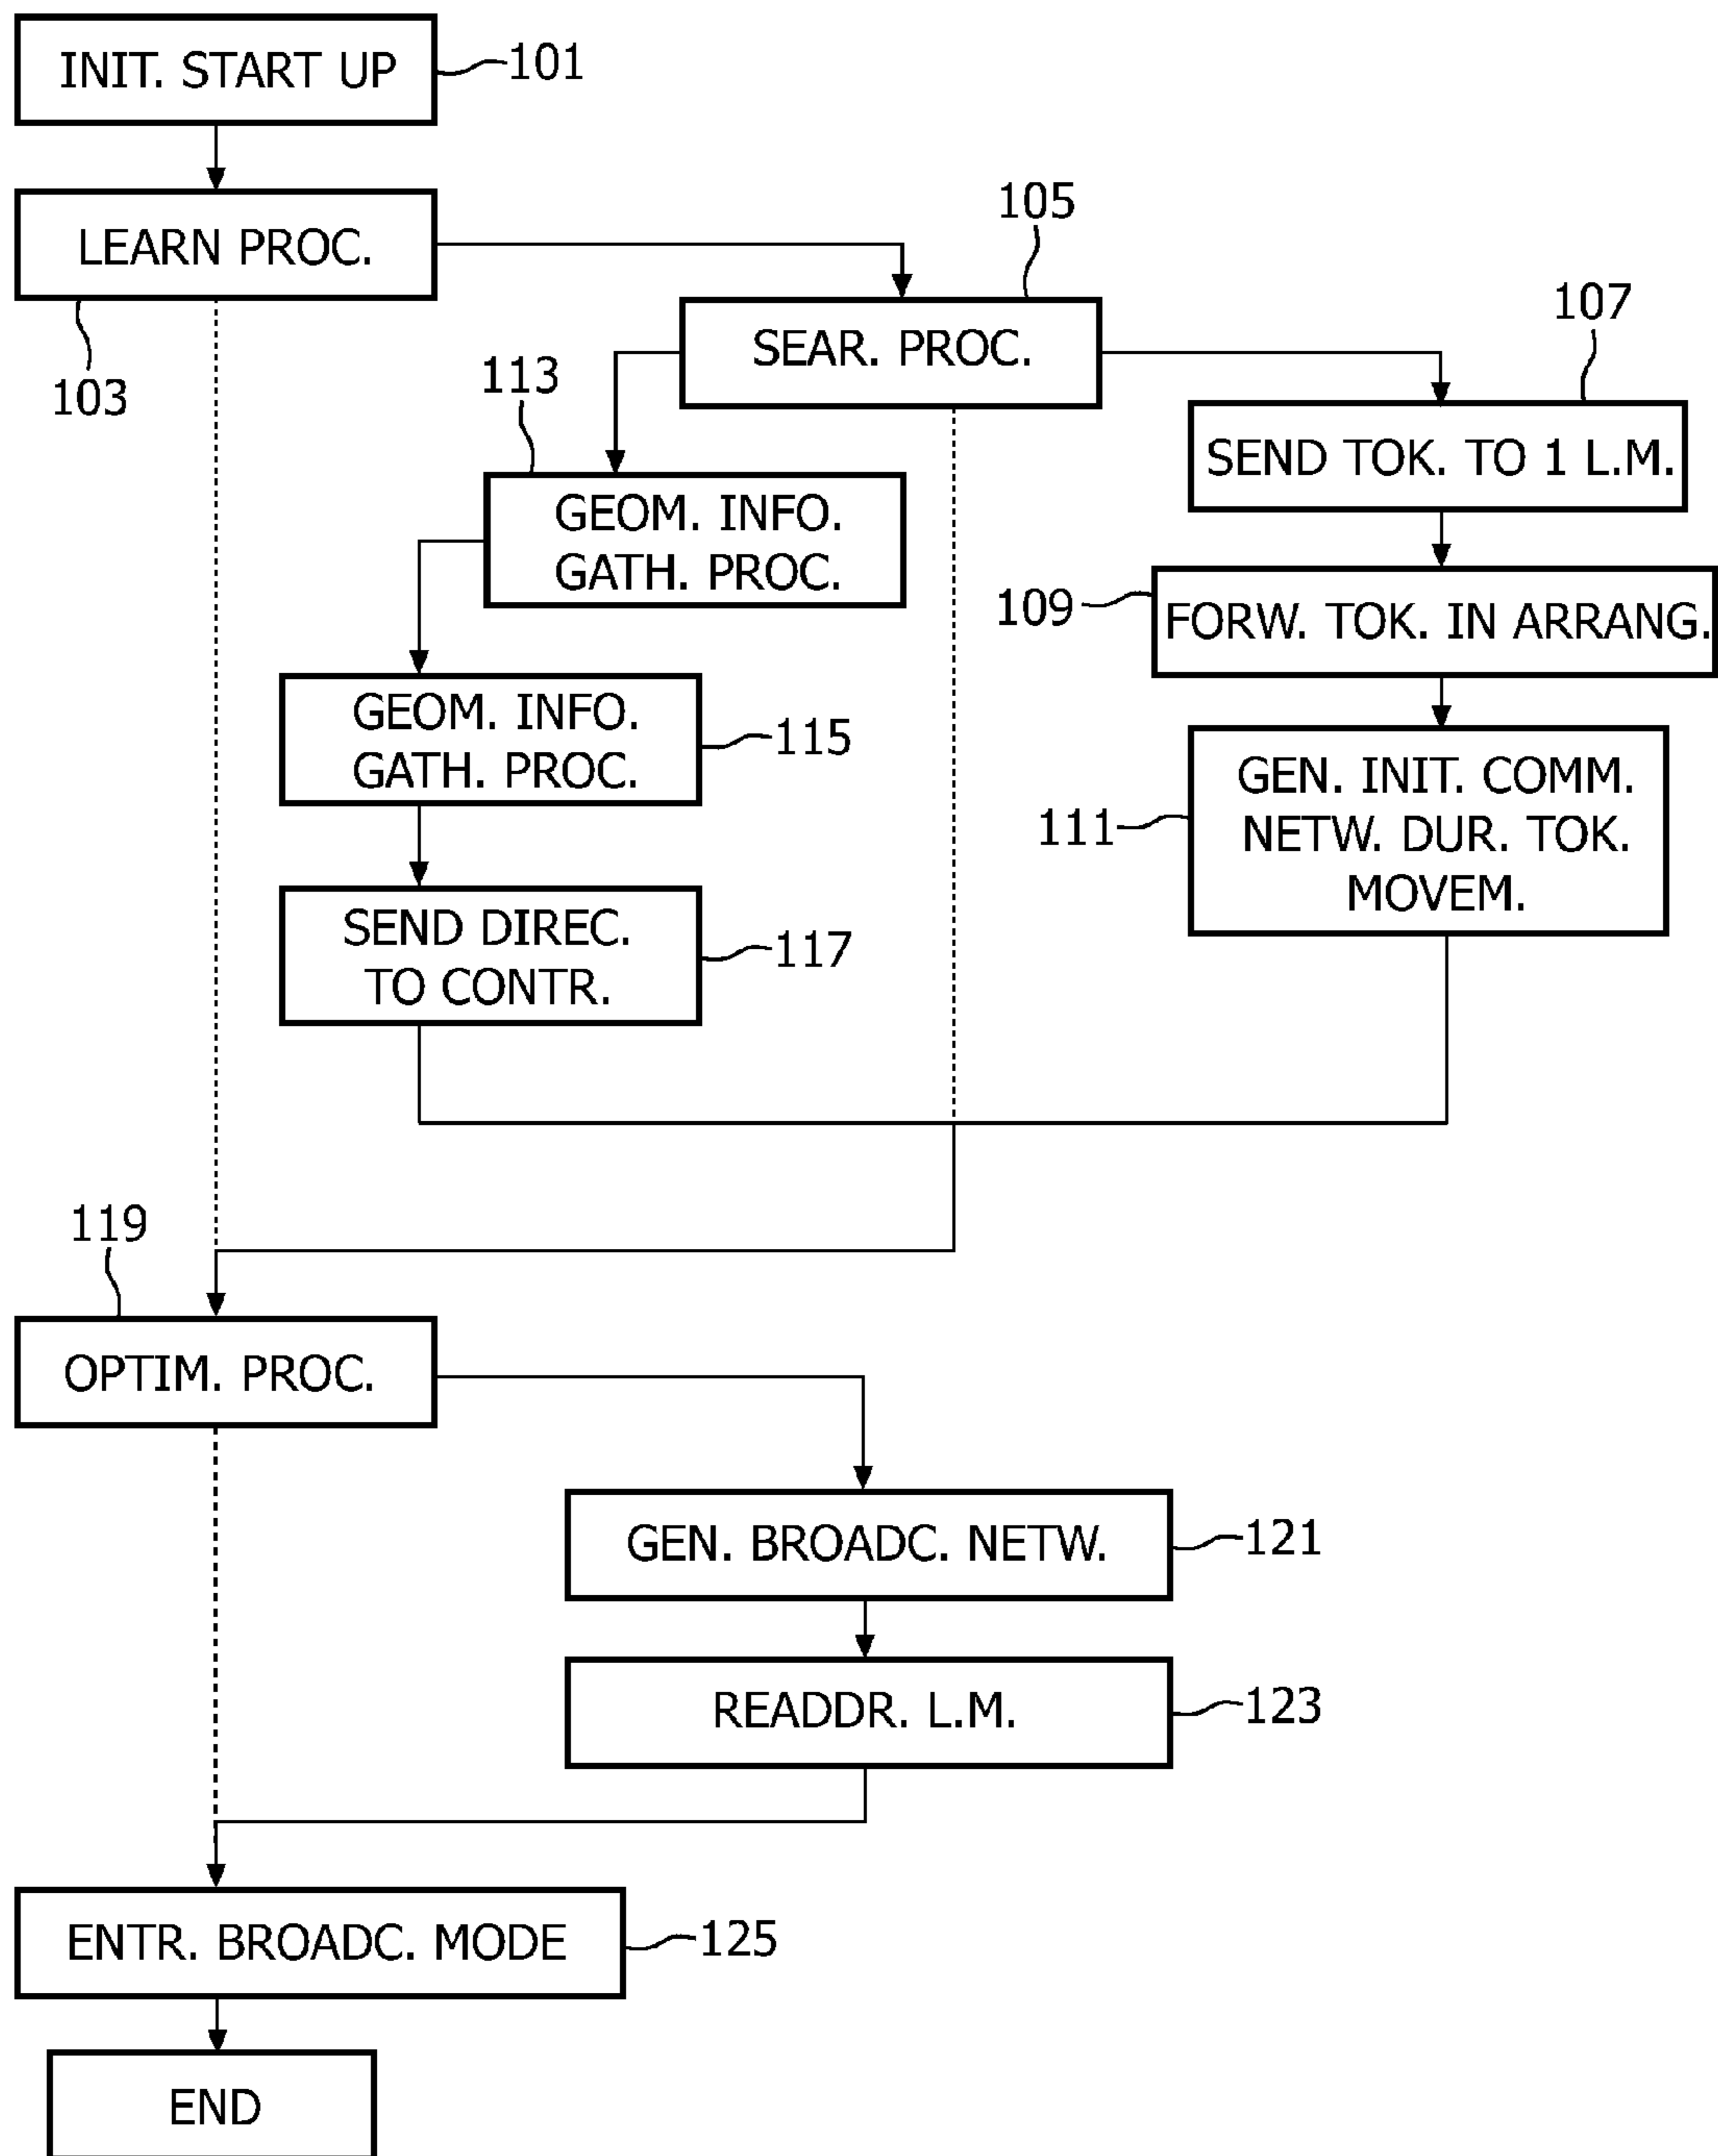 INIT. START UP
101
LEARN PROC.
103
105
SEAR. PROC.
107
SEND TOK. TO 1 L.M.
109
FORW. TOK. IN ARRANG.
111
GEN. INIT. COMM.
NETW. DUR. TOK.
MOVEM.
113
GEOM. INFO.
GATH. PROC.
GEOM. INFO.
GATH. PROC.
115
SEND DIREC.
TO CONTR.
117
119
OPTIM. PROC.
GEN. BROADC. NETW.
121
READDR. L.M.
123
ENTR. BROADC. MODE
125
END